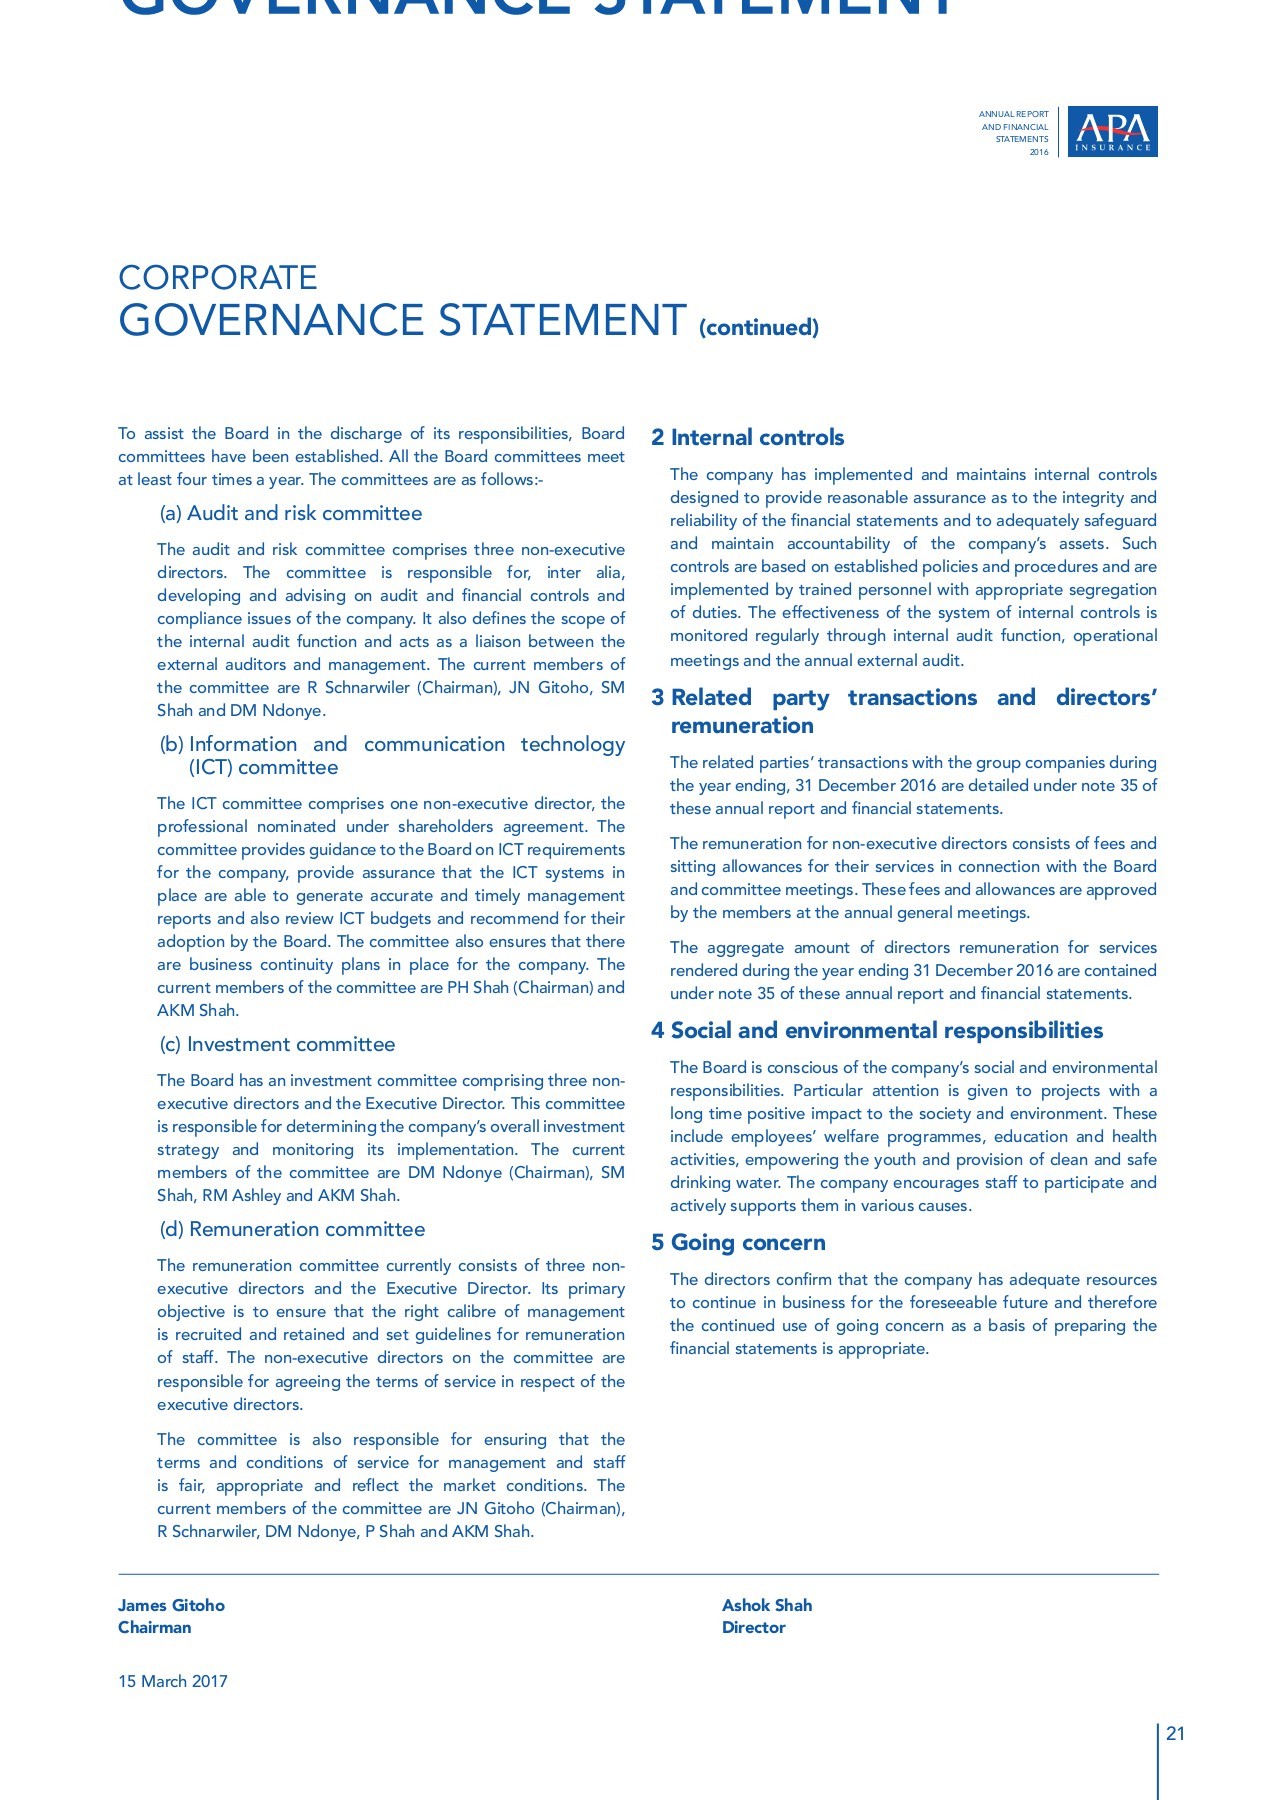 GOVERNANCE STATEMENT
ANNUAL REPORT
AND FINANCIAL
STATEMENTS
2016
APA
INSURANCE
CORPORATE
GOVERNANCE STATEMENT (continued)
To assist the Board in the discharge of its responsibilities, Board
committees have been established. All the Board committees meet
at least four times a year. The committees are as follows:-
(a) Audit and risk committee
The audit and risk committee comprises three non-executive
directors. The committee is responsible for, inter alia,
developing and advising on audit and financial controls and
compliance issues of the company. It also defines the scope of
the internal audit function and acts as a liaison between the
external auditors and management. The current members of
the committee are R Schnarwiler (Chairman), JN Gitoho, SM
Shah and DM Ndonye.
(b) Information and communication technology
(ICT) committee
The ICT committee comprises one non-executive director, the
professional nominated under shareholders agreement. The
committee provides guidance to the Board on ICT requirements
for the company, provide assurance that the ICT systems in
place are able to generate accurate and timely management
reports and also review ICT budgets and recommend for their
adoption by the Board. The committee also ensures that there
are business continuity plans in place for the company. The
current members of the committee are PH Shah (Chairman) and
AKM Shah.
(c) Investment committee
The Board has an investment committee comprising three non-
executive directors and the Executive Director. This committee
is responsible for determining the company's overall investment
strategy and monitoring its implementation. The current
members of the committee are DM Ndonye (Chairman), SM
Shah, RM Ashley and AKM Shah.
(d) Remuneration committee
The remuneration committee currently consists of three non-
executive directors and the Executive Director. Its primary
objective is to ensure that the right calibre of management
is recruited and retained and set guidelines for remuneration
of staff. The non-executive directors on the committee are
responsible for agreeing the terms of service in respect of the
executive directors.
The committee is also responsible for ensuring that the
terms and conditions of service for management and staff
is fair, appropriate and reflect the market conditions. The
current members of the committee are JN Gitoho (Chairman),
R Schnarwiler, DM Ndonye, P Shah and AKM Shah.
2 Internal controls
The company has implemented and maintains internal controls
designed to provide reasonable assurance as to the integrity and
reliability of the financial statements and to adequately safeguard
and maintain accountability of the company's assets. Such
controls are based on established policies and procedures and are
implemented by trained personnel with appropriate segregation
of duties. The effectiveness of the system of internal controls is
monitored regularly through internal audit function, operational
meetings and the annual external audit.
3 Related party transactions and directors'
remuneration
The related parties' transactions with the group companies during
the year ending, 31 December 2016 are detailed under note 35 of
these annual report and financial statements.
The remuneration for non-executive directors consists of fees and
sitting allowances for their services in connection with the Board
and committee meetings. These fees and allowances are approved
by the members at the annual general meetings.
The aggregate amount of directors remuneration for services
rendered during the year ending 31 December 2016 are contained
under note 35 of these annual report and financial statements.
4 Social and environmental responsibilities
The Board is conscious of the company's social and environmental
responsibilities. Particular attention is given to projects with a
long time positive impact to the society and environment. These
include employees' welfare programmes, education and health
activities, empowering the youth and provision of clean and safe
drinking water. The company encourages staff to participate and
actively supports them in various causes.
5 Going concern
The directors confirm that the company has adequate resources
to continue in business for the foreseeable future and therefore
the continued use of going concern as a basis of preparing the
financial statements is appropriate.
James Gitoho
Chairman
Ashok Shah
Director
15 March 2017
21